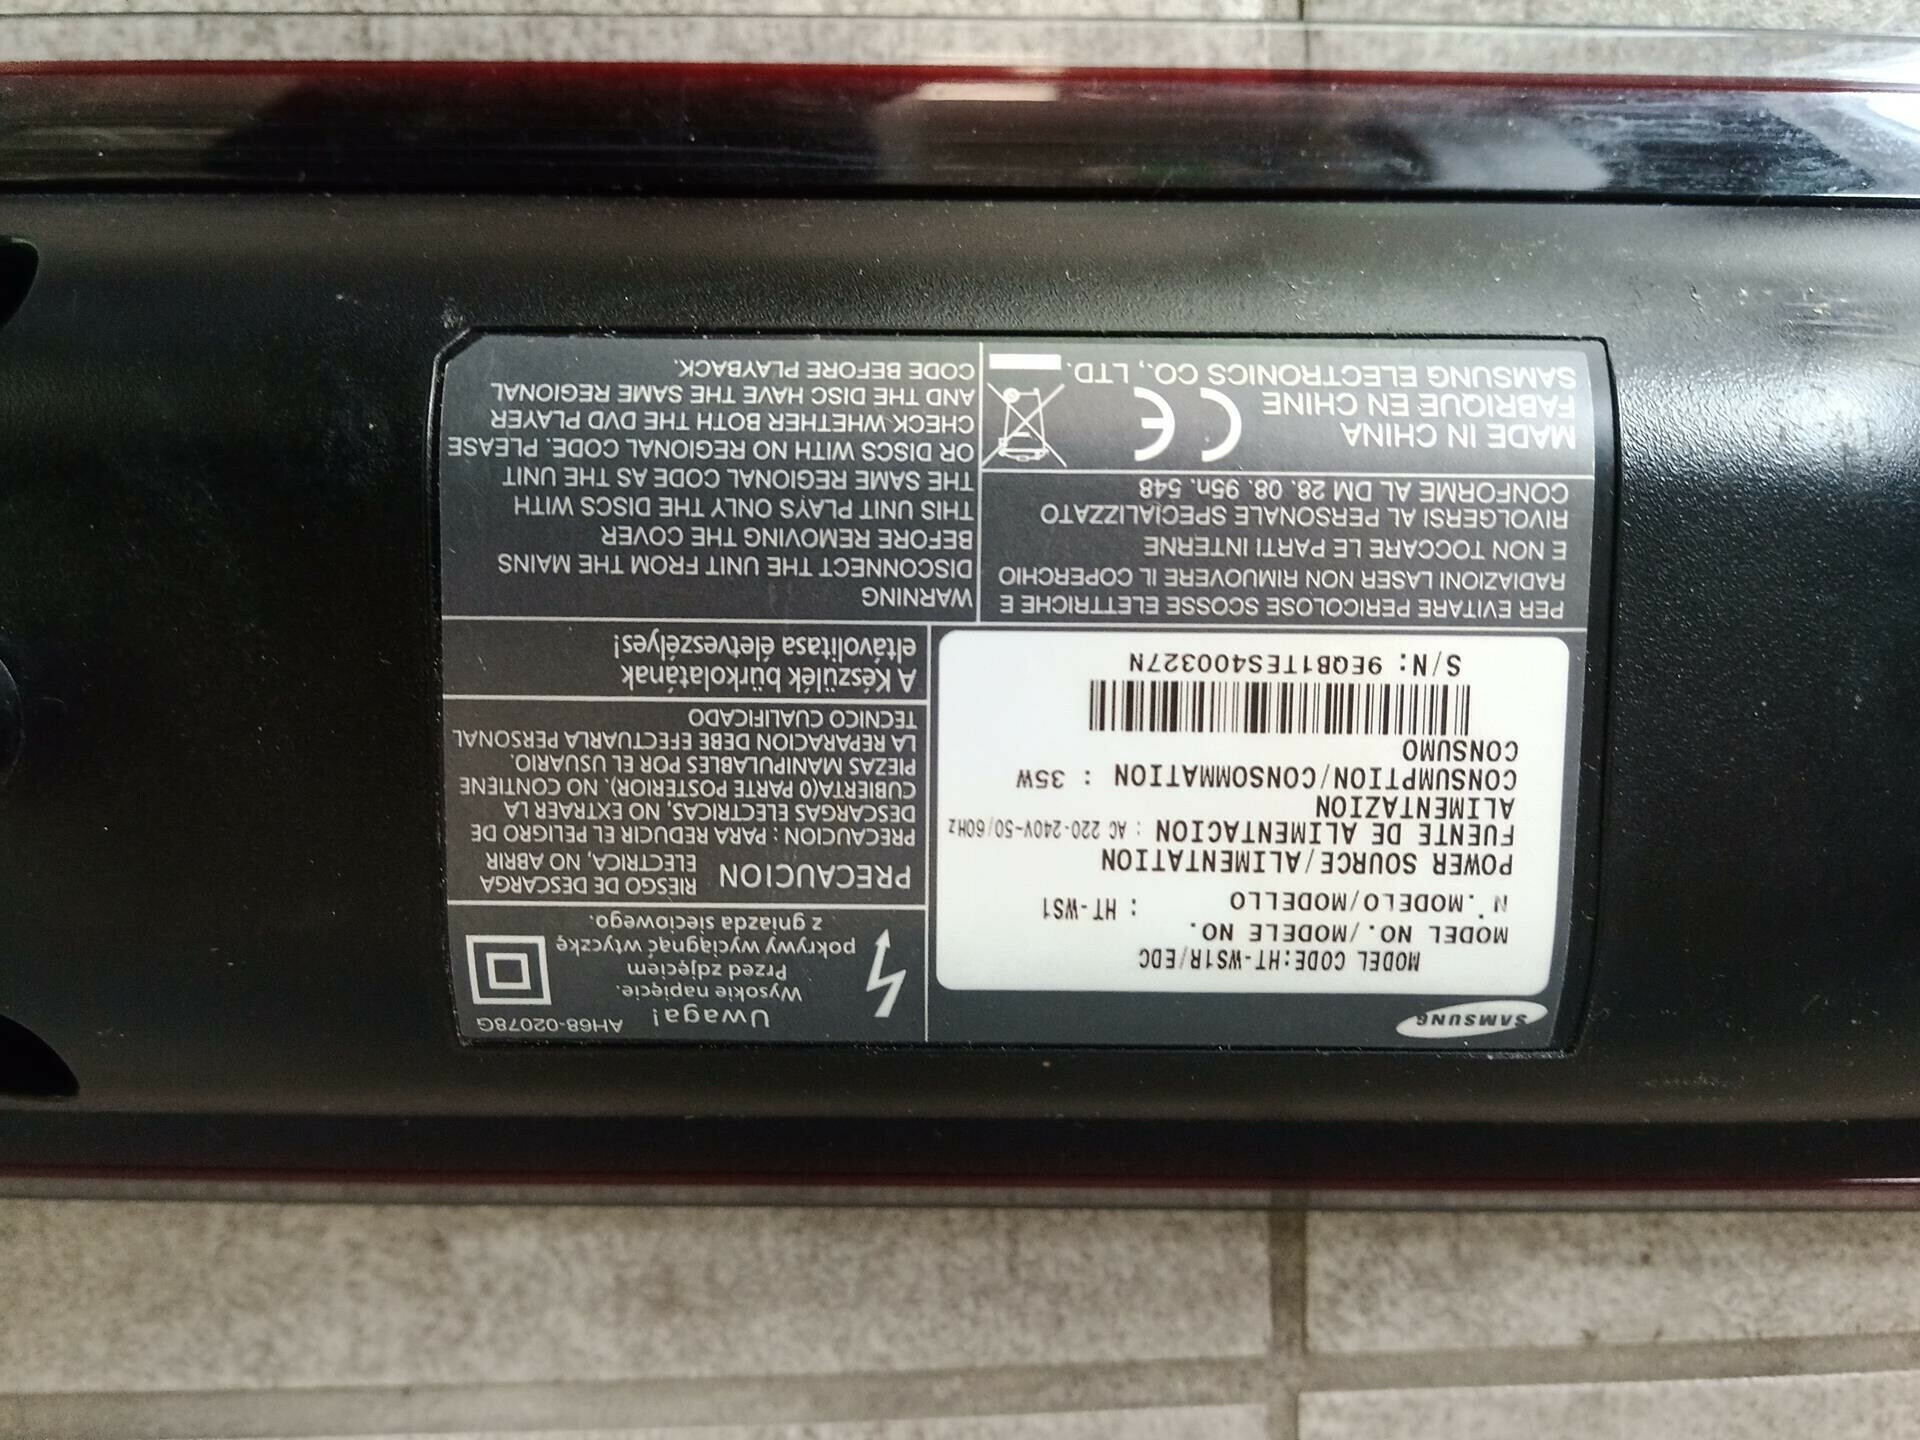 SAMSUNG
MODEL CODE:HT-WS1R/EDC
MODEL NO. /MODELE NO.
N°.MODELO/MODELLO : HT-WS1
POWER SOURCE/ALIMENTATION
FUENTE DE ALIMENTACION : AC 220-240V~50/60Hz
ALIMENTAZION
CONSUMPTION/CONSOMMATION : 35W
CONSUMO
S/N: 9EQB1TES400327N
Uwaga! AH68-02078G
Wysokie napięcie.
Przed zdjęciem
pokrywy wyciągnąć wtyczkę
z gniazda sieciowego.
PRECAUCION RIESGO DE DESCARGA
ELECTRICA, NO ABRIR
PRECAUCION : PARA REDUCIR EL PELIGRO DE
DESCARGAS ELECTRICAS, NO EXTRAER LA
CUBIERTA(O PARTE POSTERIOR). NO CONTIENE
PIEZAS MANIPULABLES POR EL USUARIO.
LA REPARACION DEBE EFECTUARLA PERSONAL
TECNICO CUALIFICADO
A Készülék bürkolatának
eltávolitasa életveszélyes!
PER EVITARE PERICOLOSE SCOSSE ELETTRICHE E
RADIAZIONI LASER NON RIMUOVERE IL COPERCHIO
E NON TOCCARE LE PARTI INTERNE
RIVOLGERSI AL PERSONALE SPECIALIZZATO
CONFORME AL DM 28. 08. 95n. 548
WARNING
DISCONNECT THE UNIT FROM THE MAINS
BEFORE REMOVING THE COVER
THIS UNIT PLAYS ONLY THE DISCS WITH
THE SAME REGIONAL CODE AS THE UNIT
OR DISCS WITH NO REGIONAL CODE. PLEASE
CHECK WHETHER BOTH THE DVD PLAYER
AND THE DISC HAVE THE SAME REGIONAL
CODE BEFORE PLAYBACK.
MADE IN CHINA
FABRIQUE EN CHINE
CE
SAMSUNG ELECTRONICS CO., LTD.